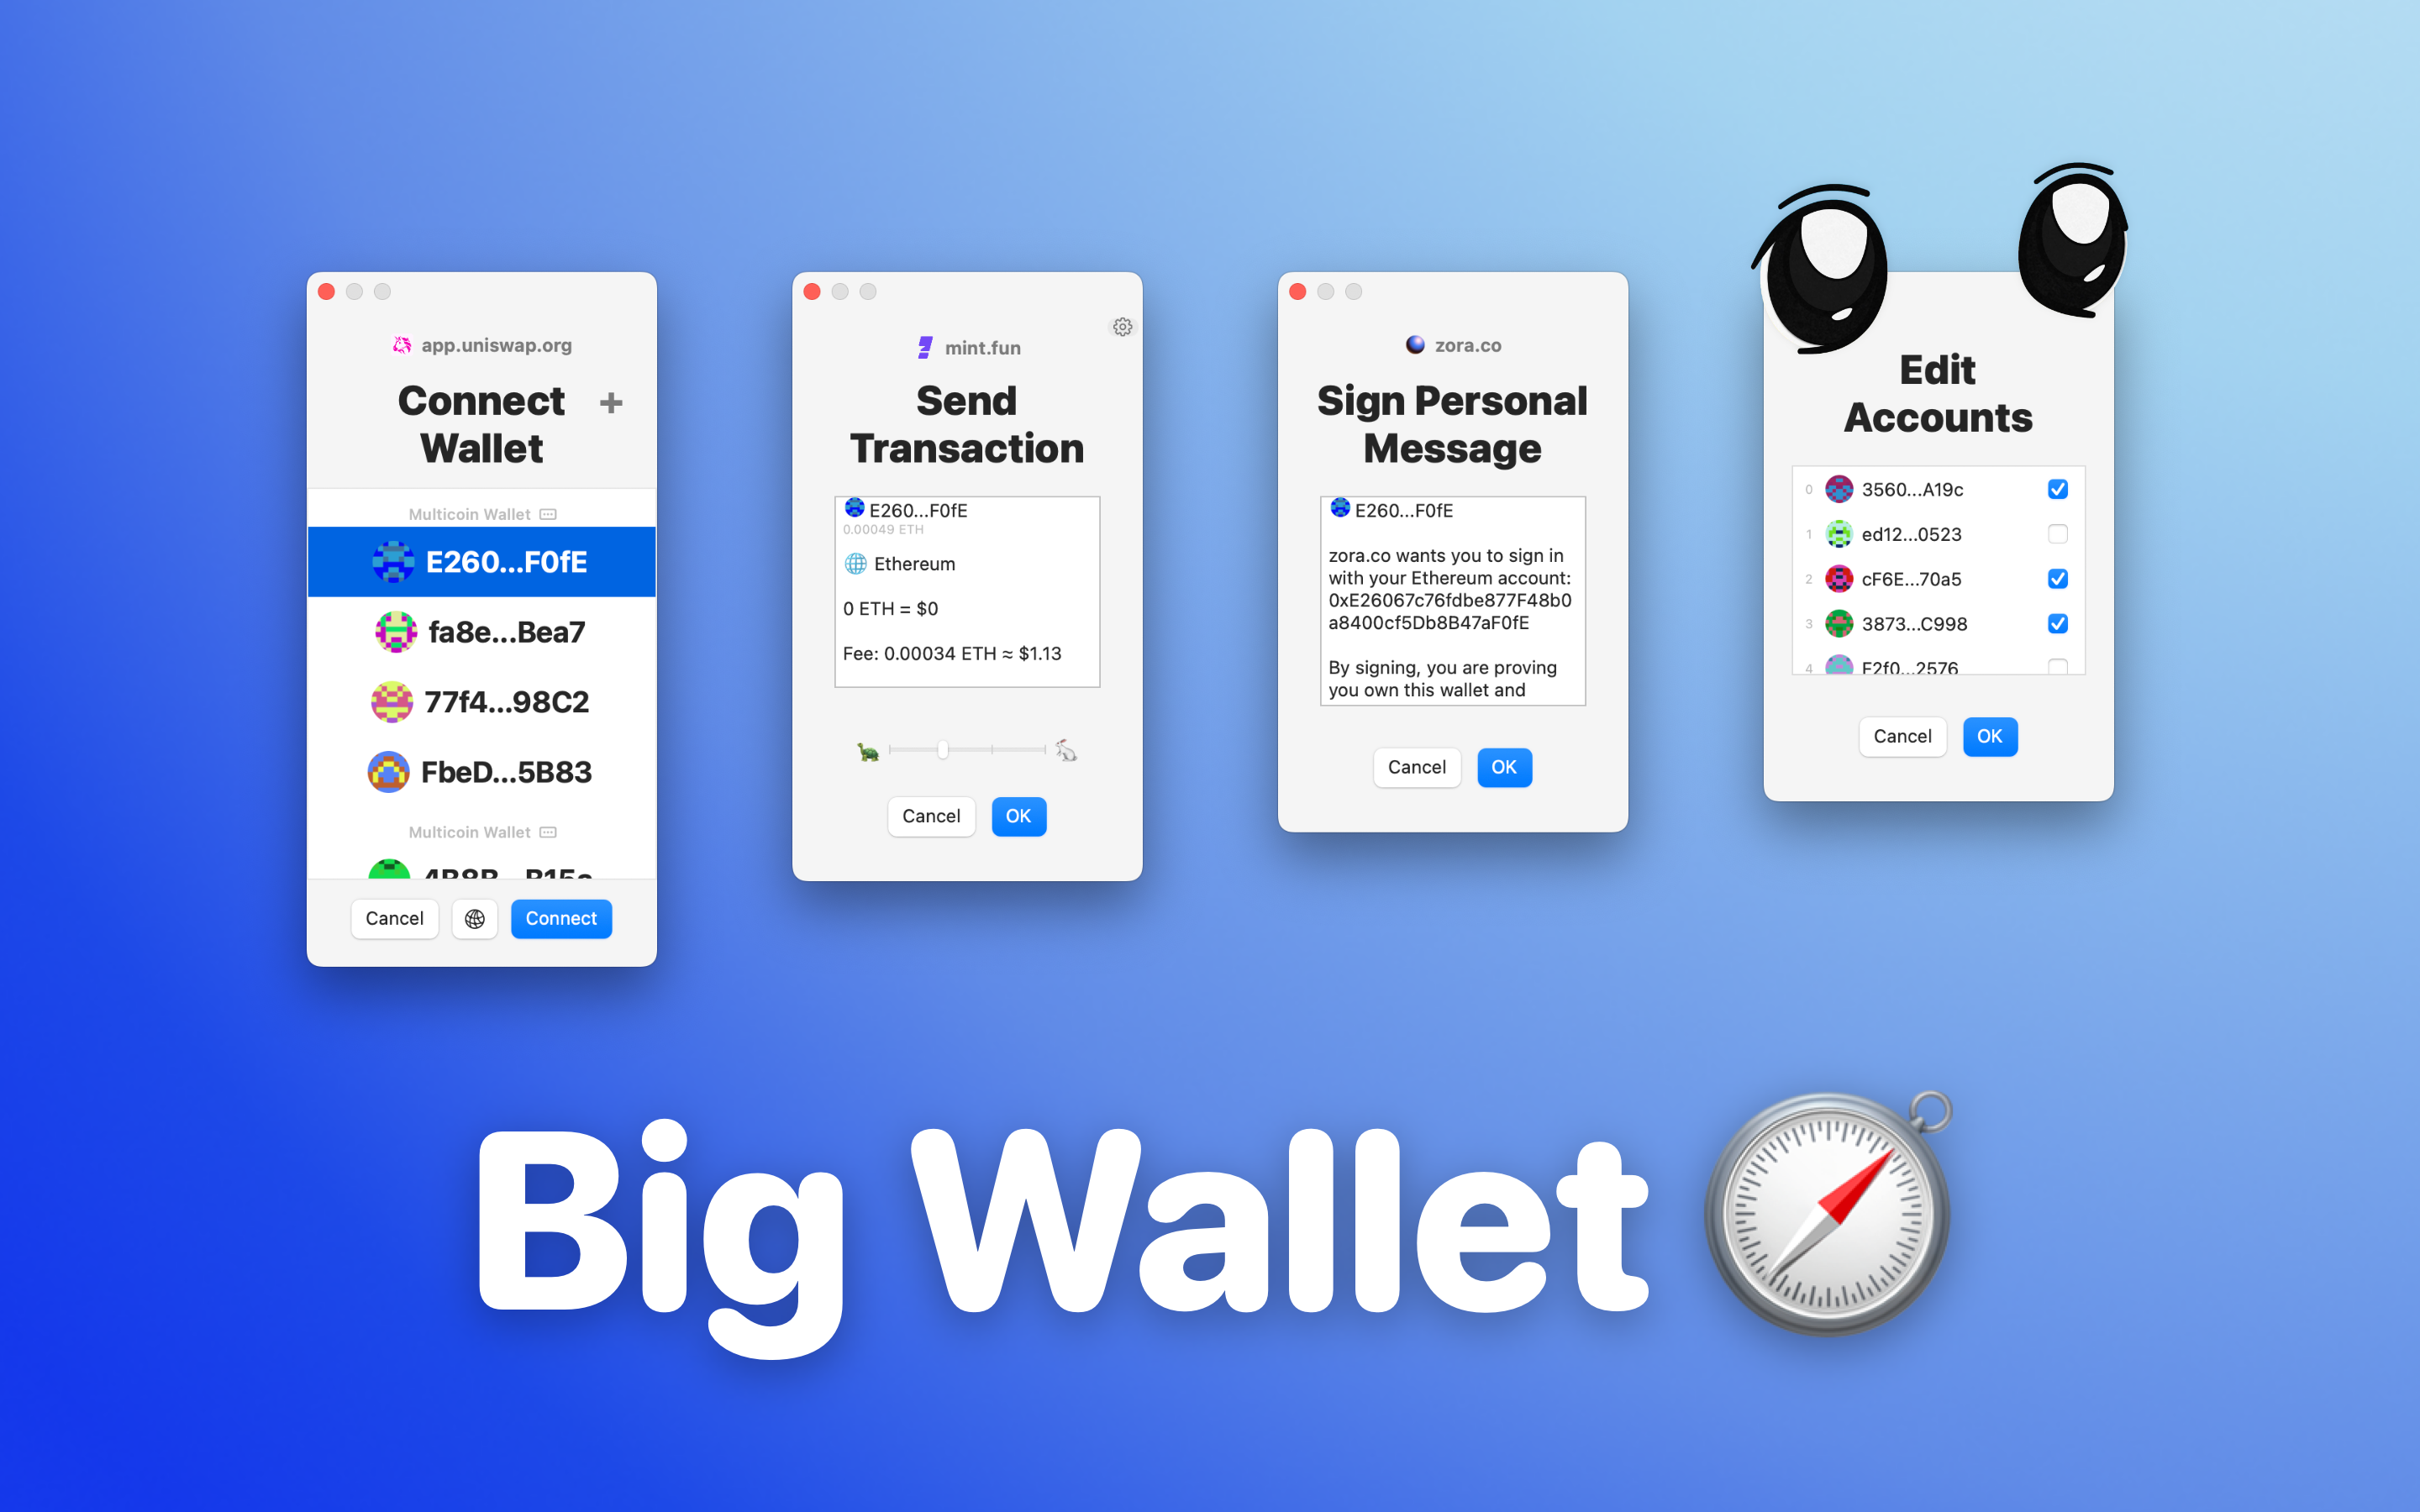 app.uniswap.org
Connect
Wallet
+
Multicoin Wallet
E260...F0fE
fa8e...Bea7
77f4...98C2
FbeD...5B83
Multicoin Wallet
Cancel
Connect
mint.fun
Send
Transaction
E260...F0fE
0.00049 ETH
Ethereum
0 ETH = $0
Fee: 0.00034 ETH ≈ $1.13
Cancel
OK
zora.co
Sign Personal
Message
E260...F0fE
zora.co wants you to sign in
with your Ethereum account:
0xE26067c76fdbe877F48b0
a8400cf5Db8B47aF0fE
By signing, you are proving
you own this wallet and
Cancel
OK
Edit
Accounts
0 3560...A19c
1 ed12...0523
2 cF6E...70a5
3 3873...C998
4 F2f0...2576
Cancel
OK
Big Wallet